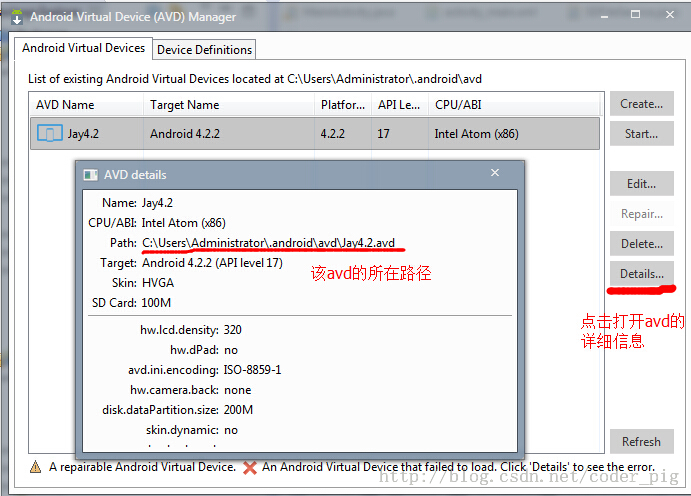 Android Virtual Device (AVD) Manager
Android Virtual Devices
Device Definitions
List of existing Android Virtual Devices located at C:\Users\Administrator\.android\avd
AVD Name Target Name Platfor... API Le... CPU/ABI
Jay4.2 Android 4.2.2 4.2.2 17 Intel Atom (x86)
Create...
Start...
Edit...
Repair...
Delete...
Details...
点击打开avd的
详细信息
Refresh
AVD details
Name: Jay4.2
CPU/ABI: Intel Atom (x86)
Path: C:\Users\Administrator\.android\avd\Jay4.2.avd
Target: Android 4.2.2 (API level 17)
该avd的所在路径
Skin: HVGA
SD Card: 100M
hw.lcd.density: 320
hw.dPad: no
avd.ini.encoding: ISO-8859-1
hw.camera.back: none
disk.dataPartition.size: 200M
skin.dynamic: no
A repairable Android Virtual Device. An Android Virtual Device that failed to load. Click 'Details' to see the error.
http://blog.csdn.net/coder_pig